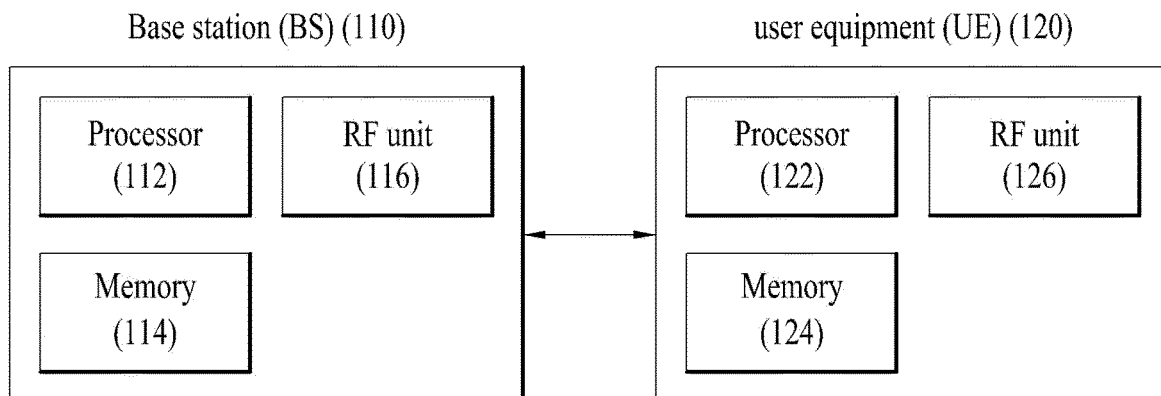 Base station (BS) (110)
Processor
(112)
RF unit
(116)
Memory
(114)
user equipment (UE) (120)
Processor
(122)
RF unit
(126)
Memory
(124)